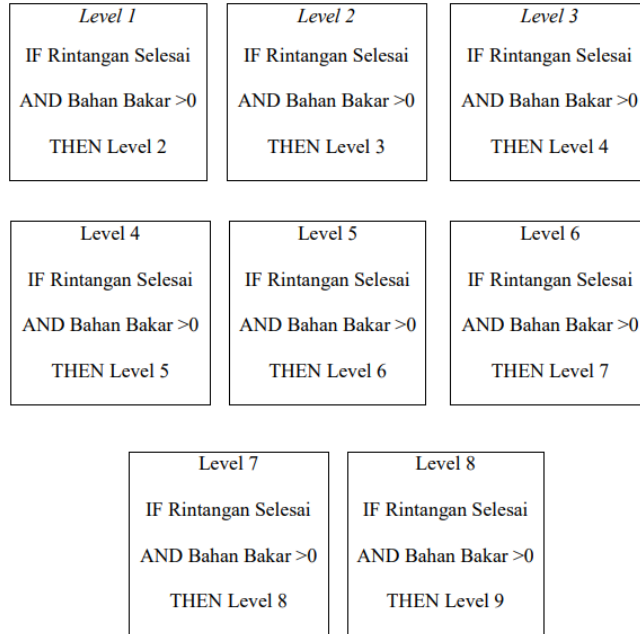 Level 1
IF Rintangan Selesai
AND Bahan Bakar >0
THEN Level 2
Level 2
IF Rintangan Selesai
AND Bahan Bakar >0
THEN Level 3
Level 3
IF Rintangan Selesai
AND Bahan Bakar >0
THEN Level 4
Level 4
IF Rintangan Selesai
AND Bahan Bakar >0
THEN Level 5
Level 5
IF Rintangan Selesai
AND Bahan Bakar >0
THEN Level 6
Level 6
IF Rintangan Selesai
AND Bahan Bakar >0
THEN Level 7
Level 7
IF Rintangan Selesai
AND Bahan Bakar >0
THEN Level 8
Level 8
IF Rintangan Selesai
AND Bahan Bakar >0
THEN Level 9